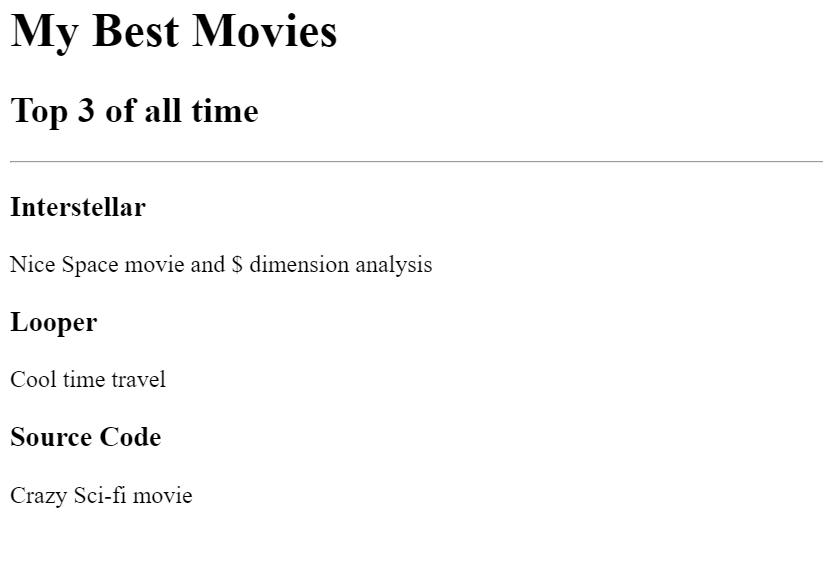 My Best Movies
Top 3 of all time
Interstellar
Nice Space movie and $ dimension analysis
Looper
Cool time travel
Source Code
Crazy Sci-fi movie